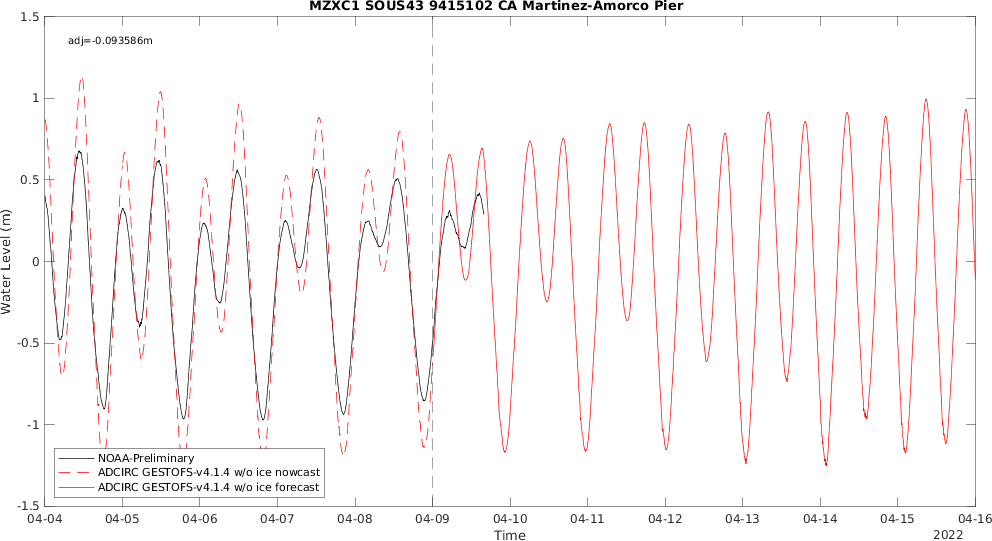 MZXC1 SOUS43 9415102 CA Martinez-Amorco Pier
adj=-0.093586m
Water Level (m)
1.5
1
0.5
0
-0.5
-1
-1.5
NOAA-Preliminary
ADCIRC GESTOFS-v4.1.4 w/o ice nowcast
ADCIRC GESTOFS-v4.1.4 w/o ice forecast
04-04 04-05 04-06 04-07 04-08 04-09 04-10 04-11 04-12 04-13 04-14 04-15 04-16
Time
2022